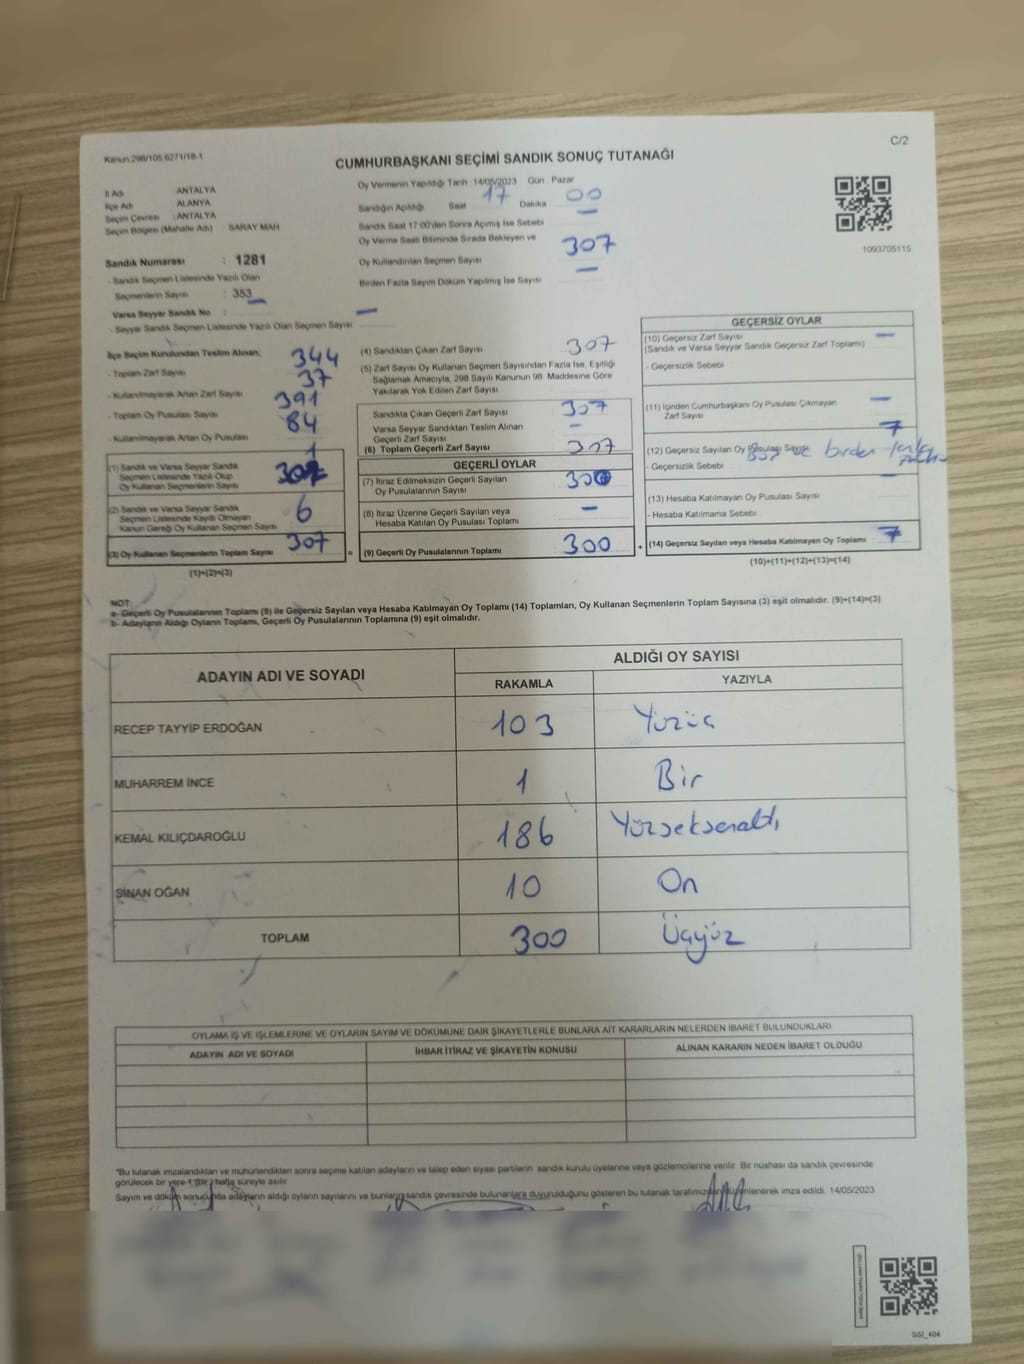 Kanun.298/105,6271/18-1
C/2
CUMHURBAŞKANI SEÇİMİ SANDIK SONUÇ TUTANAĞI
İl Adı ANTALYA
İlçe Adı ALANYA
Seçim Çevresi : ANTALYA
Seçim Bölgesi (Mahalle Adı) SARAY MAH
Sandık Numarası : 1281
- Sandık Seçmen Listesinde Yazılı Olan
Seçmenlerin Sayısı : 353
Varsa Seyyar Sandık No : —
- Seyyar Sandık Seçmen Listesinde Yazılı Olan Seçmen Sayısı
Oy Vermenin Yapıldığı Tarih : 14/05/2023 Gün Pazar
Sandığın Açıldığı Saat 17 Dakika 00
Sandık Saat 17:00'den Sonra Açılmış İse Sebebi —
Oy Verme Saati Bitiminde Sırada Bekleyen ve
Oy Kullandırılan Seçmen Sayısı 307
Birden Fazla Sayım Döküm Yapılmış İse Sayısı —
1093705115
İlçe Seçim Kurulundan Teslim Alınan;
- Toplam Zarf Sayısı 344
- Kullanılmayarak Artan Zarf Sayısı 37
- Toplam Oy Pusulası Sayısı 391
- Kullanılmayarak Artan Oy Pusulası 84
(1) Sandık ve Varsa Seyyar Sandık
Seçmen Listesinde Yazılı Olup
Oy Kullanan Seçmenlerin Sayısı
(2) Sandık ve Varsa Seyyar Sandık
Seçmen Listesinde Kayıtlı Olmayan
Kanun Gereği Oy Kullanan Seçmen Sayısı 6
(3) Oy Kullanan Seçmenlerin Toplam Sayısı 307
(1)+(2)=(3)
(4) Sandıktan Çıkan Zarf Sayısı 307
(5) Zarf Sayısı Oy Kullanan Seçmen Sayısından Fazla İse, Eşitliği
Sağlamak Amacıyla, 298 Sayılı Kanunun 98. Maddesine Göre
Yakılarak Yok Edilen Zarf Sayısı
Sandıkta Çıkan Geçerli Zarf Sayısı 307
Varsa Seyyar Sandıktan Teslim Alınan
Geçerli Zarf Sayısı —
(6) Toplam Geçerli Zarf Sayısı 307
GEÇERLİ OYLAR
(7) İtiraz Edilmeksizin Geçerli Sayılan
Oy Pusulalarının Sayısı 300
(8) İtiraz Üzerine Geçerli Sayılan veya
Hesaba Katılan Oy Pusulası Toplamı —
= (9) Geçerli Oy Pusulalarının Toplamı 300
GEÇERSİZ OYLAR
(10) Geçersiz Zarf Sayısı —
(Sandık ve Varsa Seyyar Sandık Geçersiz Zarf Toplamı)
- Geçersizlik Sebebi
(11) İçinden Cumhurbaşkanı Oy Pusulası Çıkmayan
Zarf Sayısı —
(12) Geçersiz Sayılan Oy Pusulası Sayısı 7
- Geçersizlik Sebebi ve birden fazla
(13) Hesaba Katılmayan Oy Pusulası Sayısı
- Hesaba Katılmama Sebebi
+ (14) Geçersiz Sayılan veya Hesaba Katılmayan Oy Toplamı 7
(10)+(11)+(12)+(13)=(14)
NOT:
a- Geçerli Oy Pusulalarının Toplamı (9) ile Geçersiz Sayılan veya Hesaba Katılmayan Oy Toplamı (14) Toplamları, Oy Kullanan Seçmenlerin Toplam Sayısına (3) eşit olmalıdır. (9)+(14)=(3)
b- Adayların Aldığı Oyların Toplamı, Geçerli Oy Pusulalarının Toplamına (9) eşit olmalıdır.
ADAYIN ADI VE SOYADI ALDIĞI OY SAYISI
RAKAMLA YAZIYLA
RECEP TAYYİP ERDOĞAN 103 Yüzüç
MUHARREM İNCE 1 Bir
KEMAL KILIÇDAROĞLU 186 Yüzseksenaltı
SİNAN OĞAN 10 On
TOPLAM 300 Üçyüz
OYLAMA İŞ VE İŞLEMLERİNE VE OYLARIN SAYIM VE DÖKÜMÜNE DAİR ŞİKAYETLERLE BUNLARA AİT KARARLARIN NELERDEN İBARET BULUNDUKLARI
ADAYIN ADI VE SOYADI İHBAR İTİRAZ VE ŞİKAYETİN KONUSU ALINAN KARARIN NEDEN İBARET OLDUĞU
*Bu tutanak imzalandıktan ve mühürlendikten sonra seçime katılan adayların ve talep eden siyasi partilerin sandık kurulu üyelerine veya gözlemcilerine verilir. Bir nüshası da sandık çevresinde
görülecek bir yere 1 (bir) hafta süreyle asılır.
Sayım ve döküm sonucunda adayların aldığı oyların sayılarını ve bunların sandık çevresinde bulunanlara duyurulduğunu gösteren bu tutanak tarafımızdan düzenlenerek imza edildi. 14/05/2023
SSİ_404